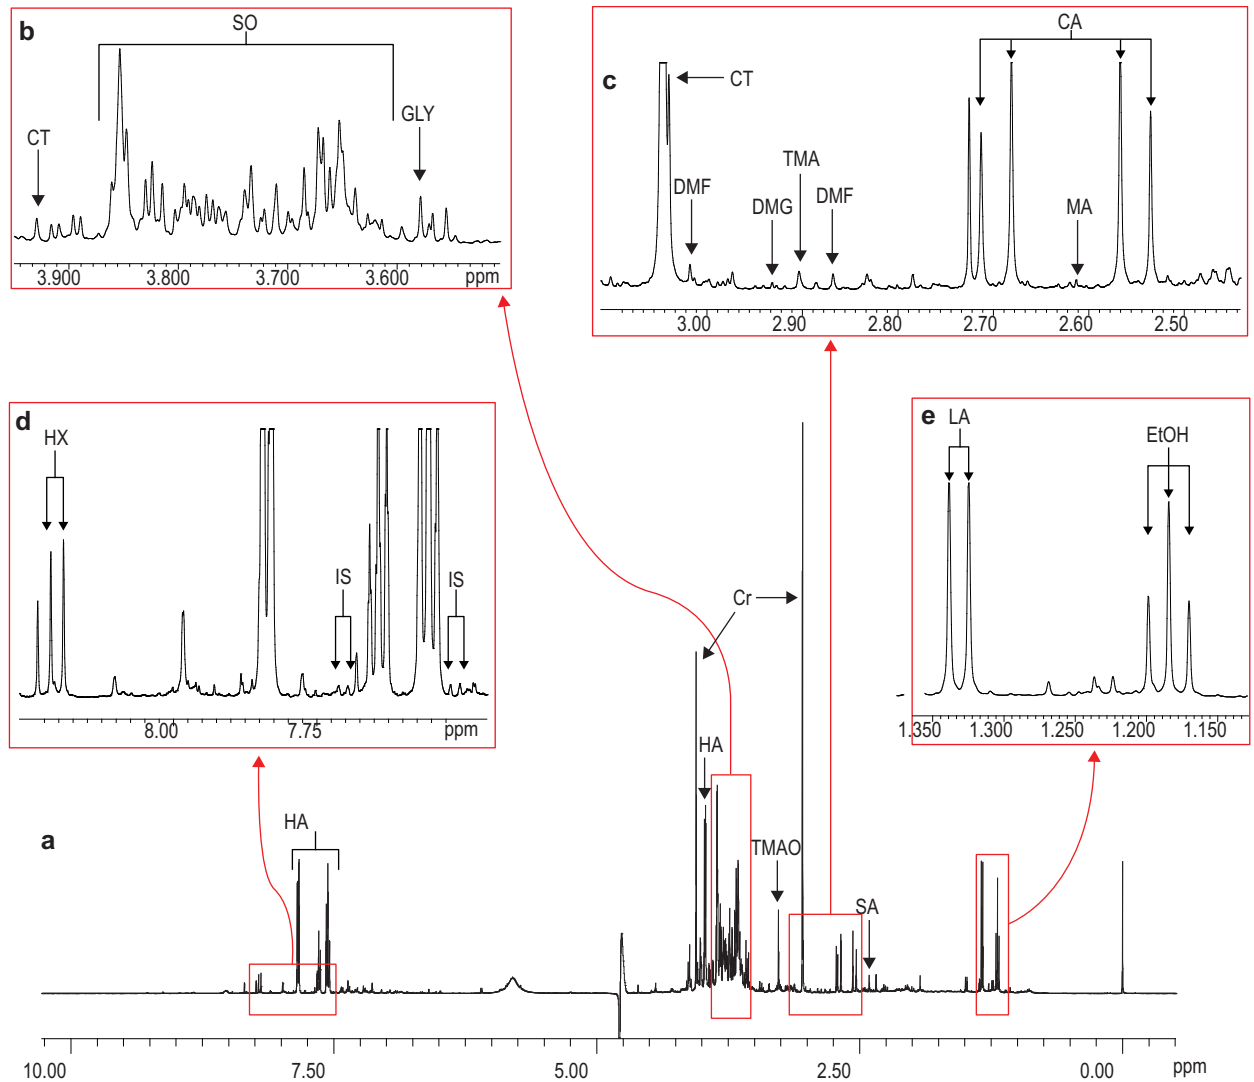 b
SO
CT
GLY
3.900 3.800 3.700 3.600 ppm
c
CA
CT
DMF
DMG
TMA
DMF
MA
3.00 2.90 2.80 2.70 2.60 2.50
d
HX
IS
IS
8.00 7.75 ppm
e
LA
EtOH
1.350 1.300 1.250 1.200 1.150
a
HA
Cr
HA
TMAO
SA
10.00 7.50 5.00 2.50 0.00 ppm